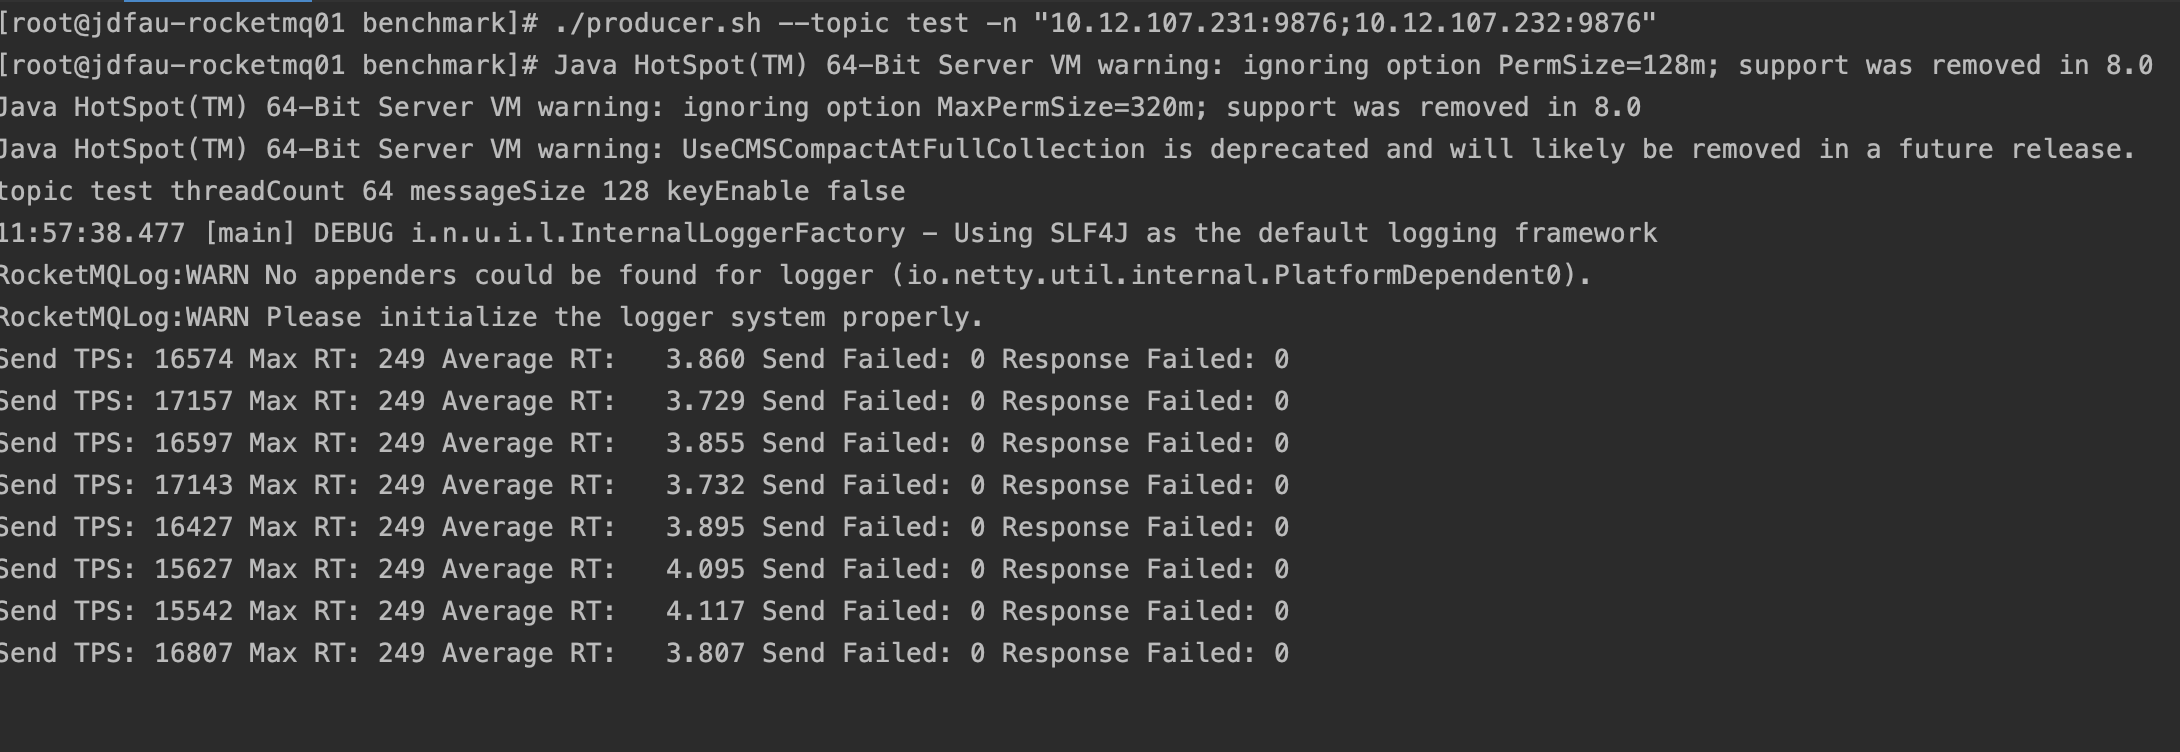 [root@jdfau-rocketmq01 benchmark]# ./producer.sh --topic test -n "10.12.107.231:9876;10.12.107.232:9876"
[root@jdfau-rocketmq01 benchmark]# Java HotSpot(TM) 64-Bit Server VM warning: ignoring option PermSize=128m; support was removed in 8.0
Java HotSpot(TM) 64-Bit Server VM warning: ignoring option MaxPermSize=320m; support was removed in 8.0
Java HotSpot(TM) 64-Bit Server VM warning: UseCMSCompactAtFullCollection is deprecated and will likely be removed in a future release.
topic test threadCount 64 messageSize 128 keyEnable false
11:57:38.477 [main] DEBUG i.n.u.i.l.InternalLoggerFactory - Using SLF4J as the default logging framework
RocketMQLog:WARN No appenders could be found for logger (io.netty.util.internal.PlatformDependent0).
RocketMQLog:WARN Please initialize the logger system properly.
Send TPS: 16574 Max RT: 249 Average RT:   3.860 Send Failed: 0 Response Failed: 0
Send TPS: 17157 Max RT: 249 Average RT:   3.729 Send Failed: 0 Response Failed: 0
Send TPS: 16597 Max RT: 249 Average RT:   3.855 Send Failed: 0 Response Failed: 0
Send TPS: 17143 Max RT: 249 Average RT:   3.732 Send Failed: 0 Response Failed: 0
Send TPS: 16427 Max RT: 249 Average RT:   3.895 Send Failed: 0 Response Failed: 0
Send TPS: 15627 Max RT: 249 Average RT:   4.095 Send Failed: 0 Response Failed: 0
Send TPS: 15542 Max RT: 249 Average RT:   4.117 Send Failed: 0 Response Failed: 0
Send TPS: 16807 Max RT: 249 Average RT:   3.807 Send Failed: 0 Response Failed: 0